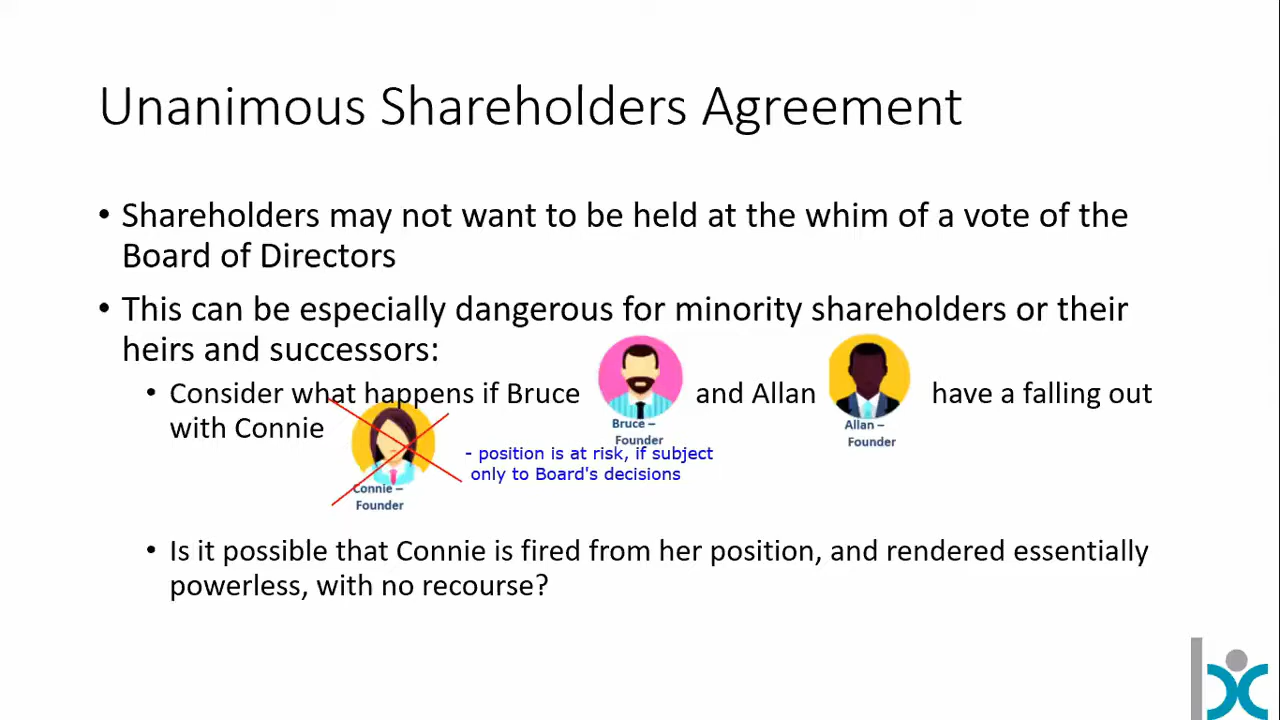 Unanimous Shareholders Agreement
• Shareholders may not want to be held at the whim of a vote of the
Board of Directors
• This can be especially dangerous for minority shareholders or their
heirs and successors:
• Consider what happens if Bruce and Allan have a falling out
with Connie
Bruce –
Founder
Allan –
Founder
- position is at risk, if subject
only to Board's decisions
Connie –
Founder
• Is it possible that Connie is fired from her position, and rendered essentially
powerless, with no recourse?